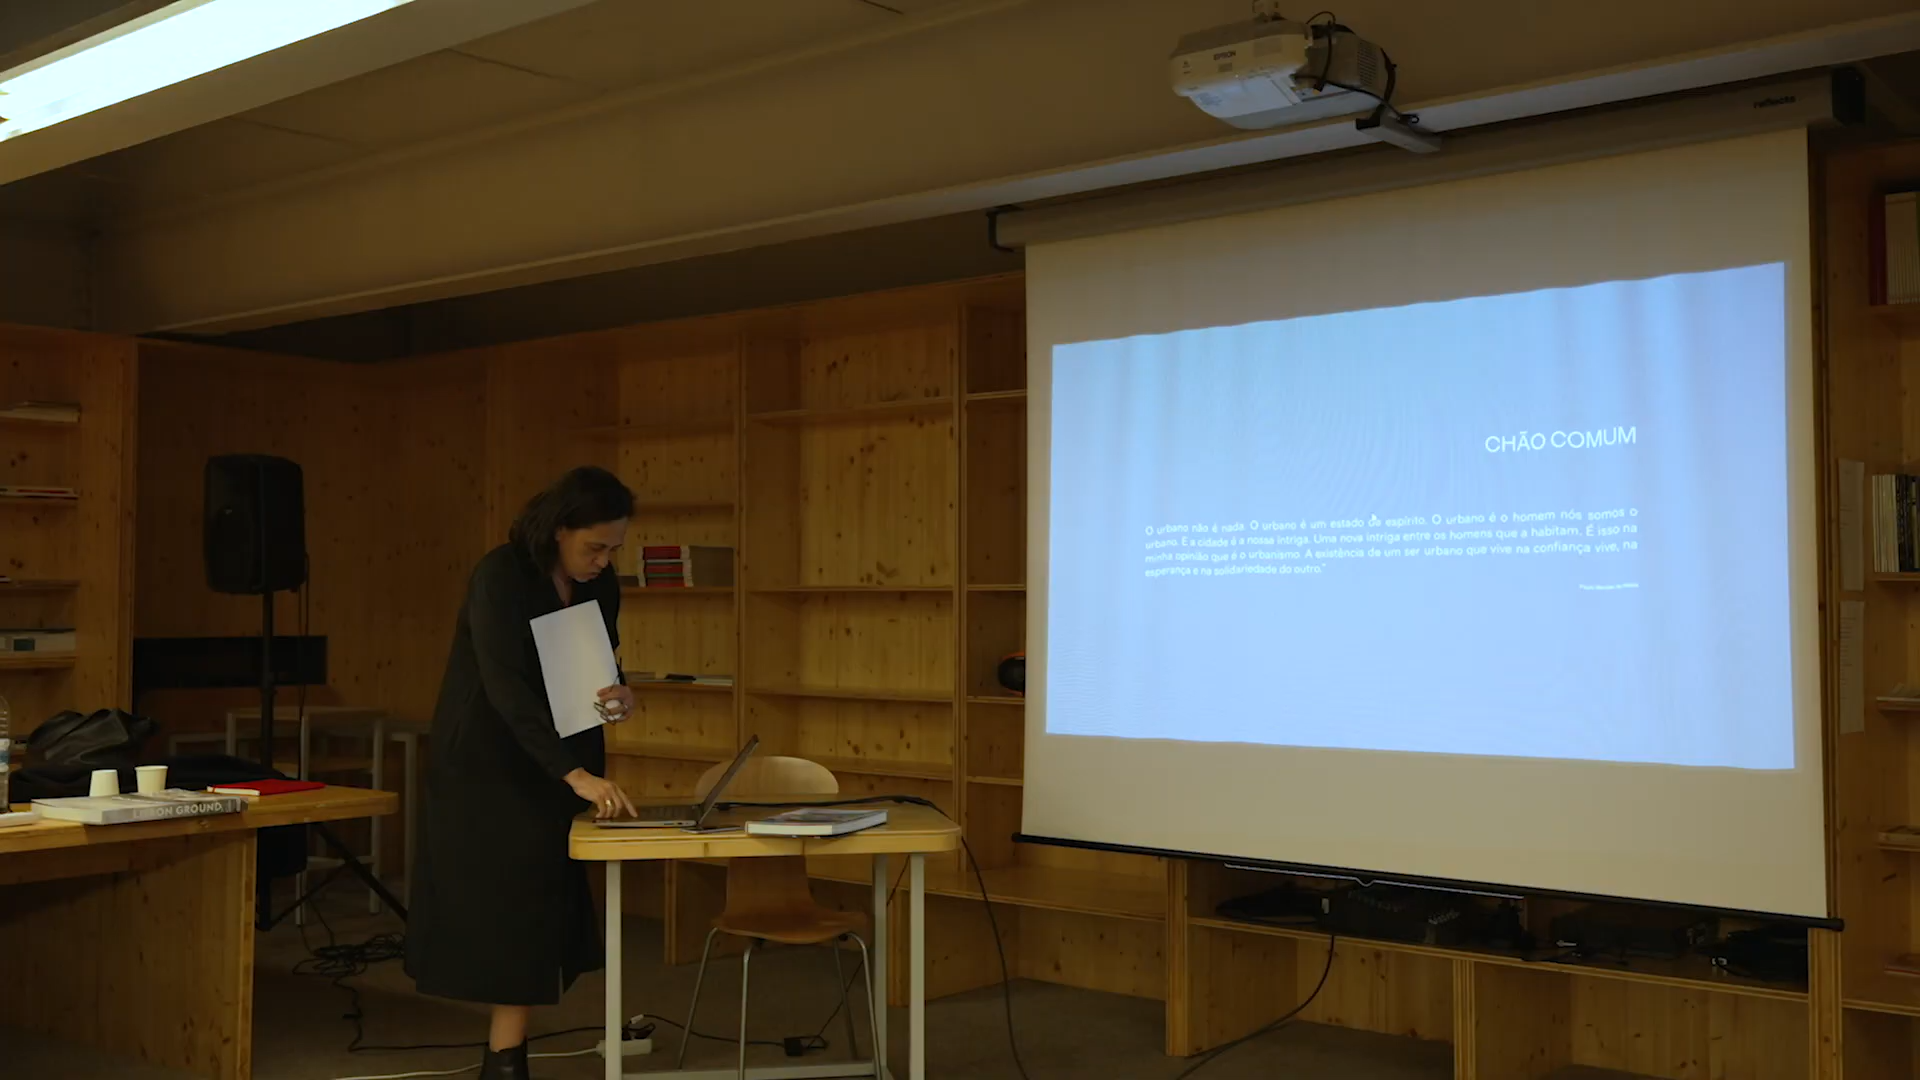 EPSON
reflecta
CHÃO COMUM
O urbano não é nada. O urbano é um estado de espírito. O urbano é o homem nós somos o
urbano. E a cidade é a nossa intriga. Uma nova intriga entre os homens que a habitam. É isso na
minha opinião que é o urbanismo. A existência de um ser urbano que vive na confiança vive, na
esperança e na solidariedade do outro."
GROUND.